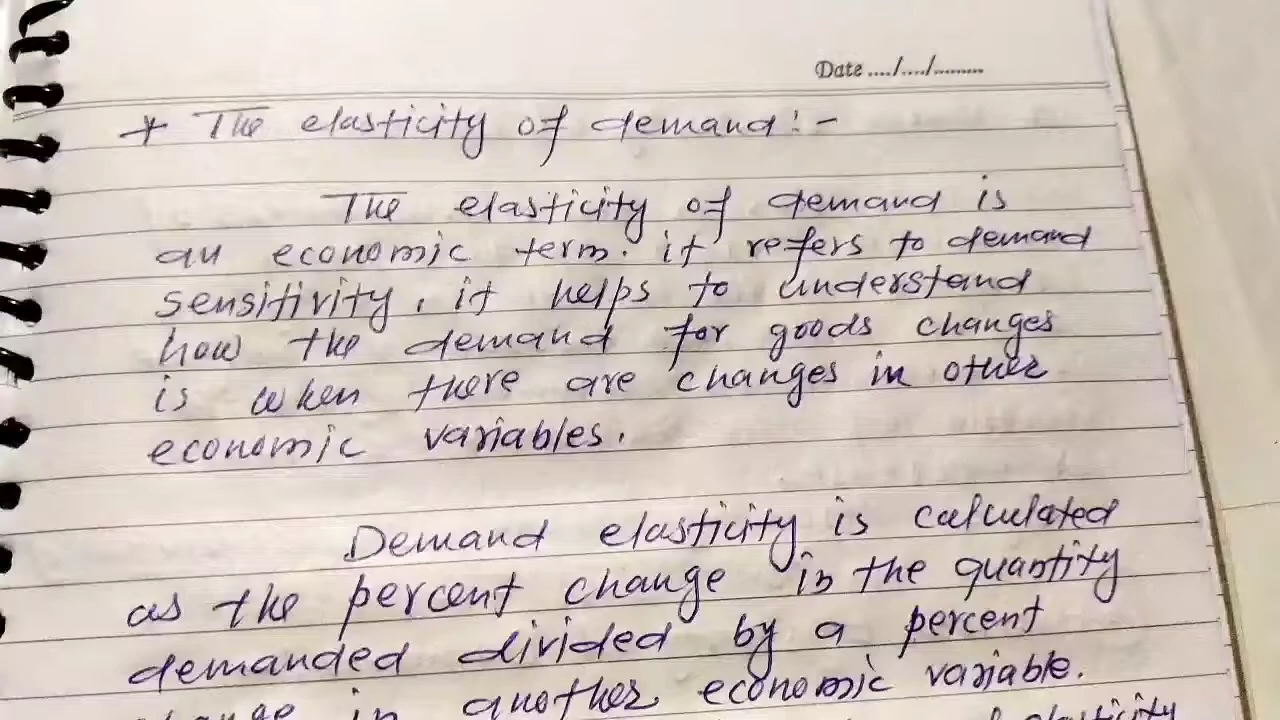 Date ..../..../.........
* The elasticity of demand :-
The elasticity of demand is
an economic term. it refers to demand
sensitivity. it helps to understand
how the demand for goods changes
is when there are changes in other
economic variables.
Demand elasticity is calculated
as the percent change in the quantity
demanded divided by a percent
change in another economic variable.
elasticity